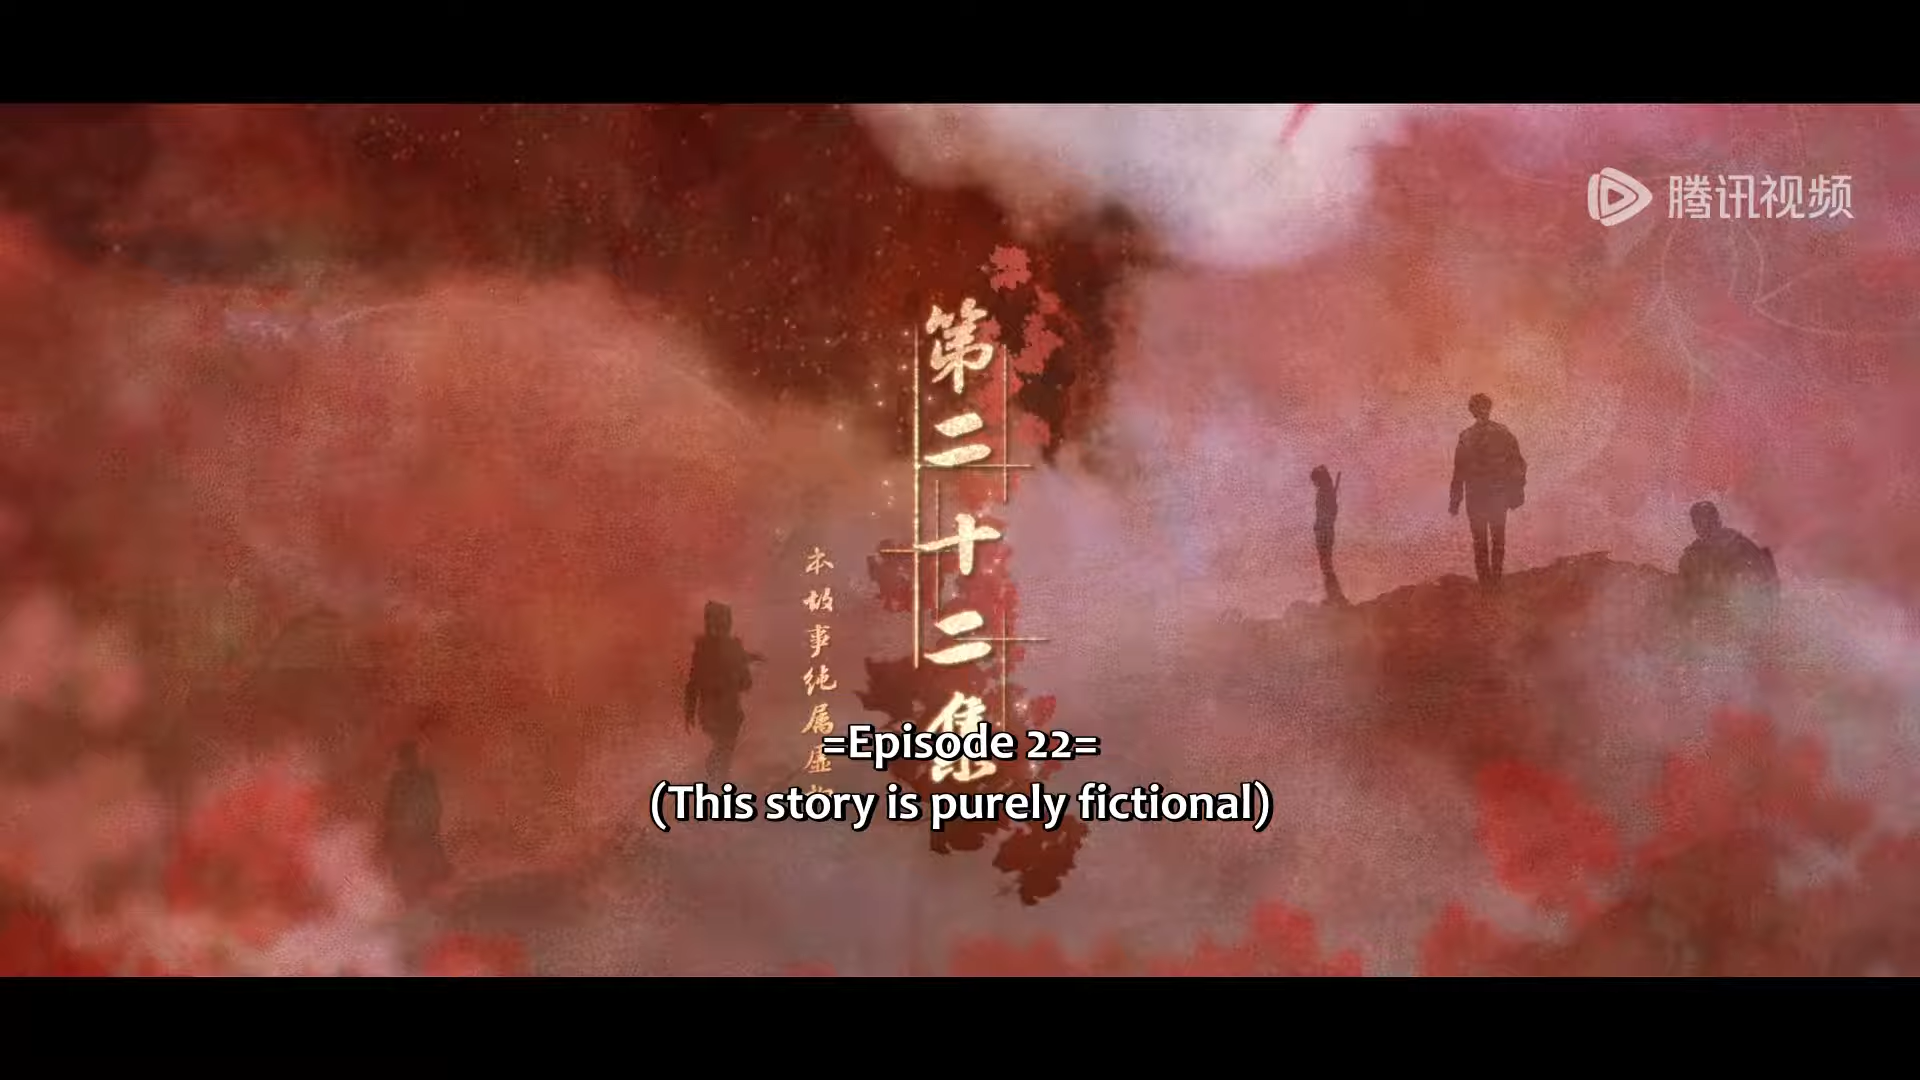 腾讯视频
第二十二集
本故事纯属虚构
=Episode 22=
(This story is purely fictional)